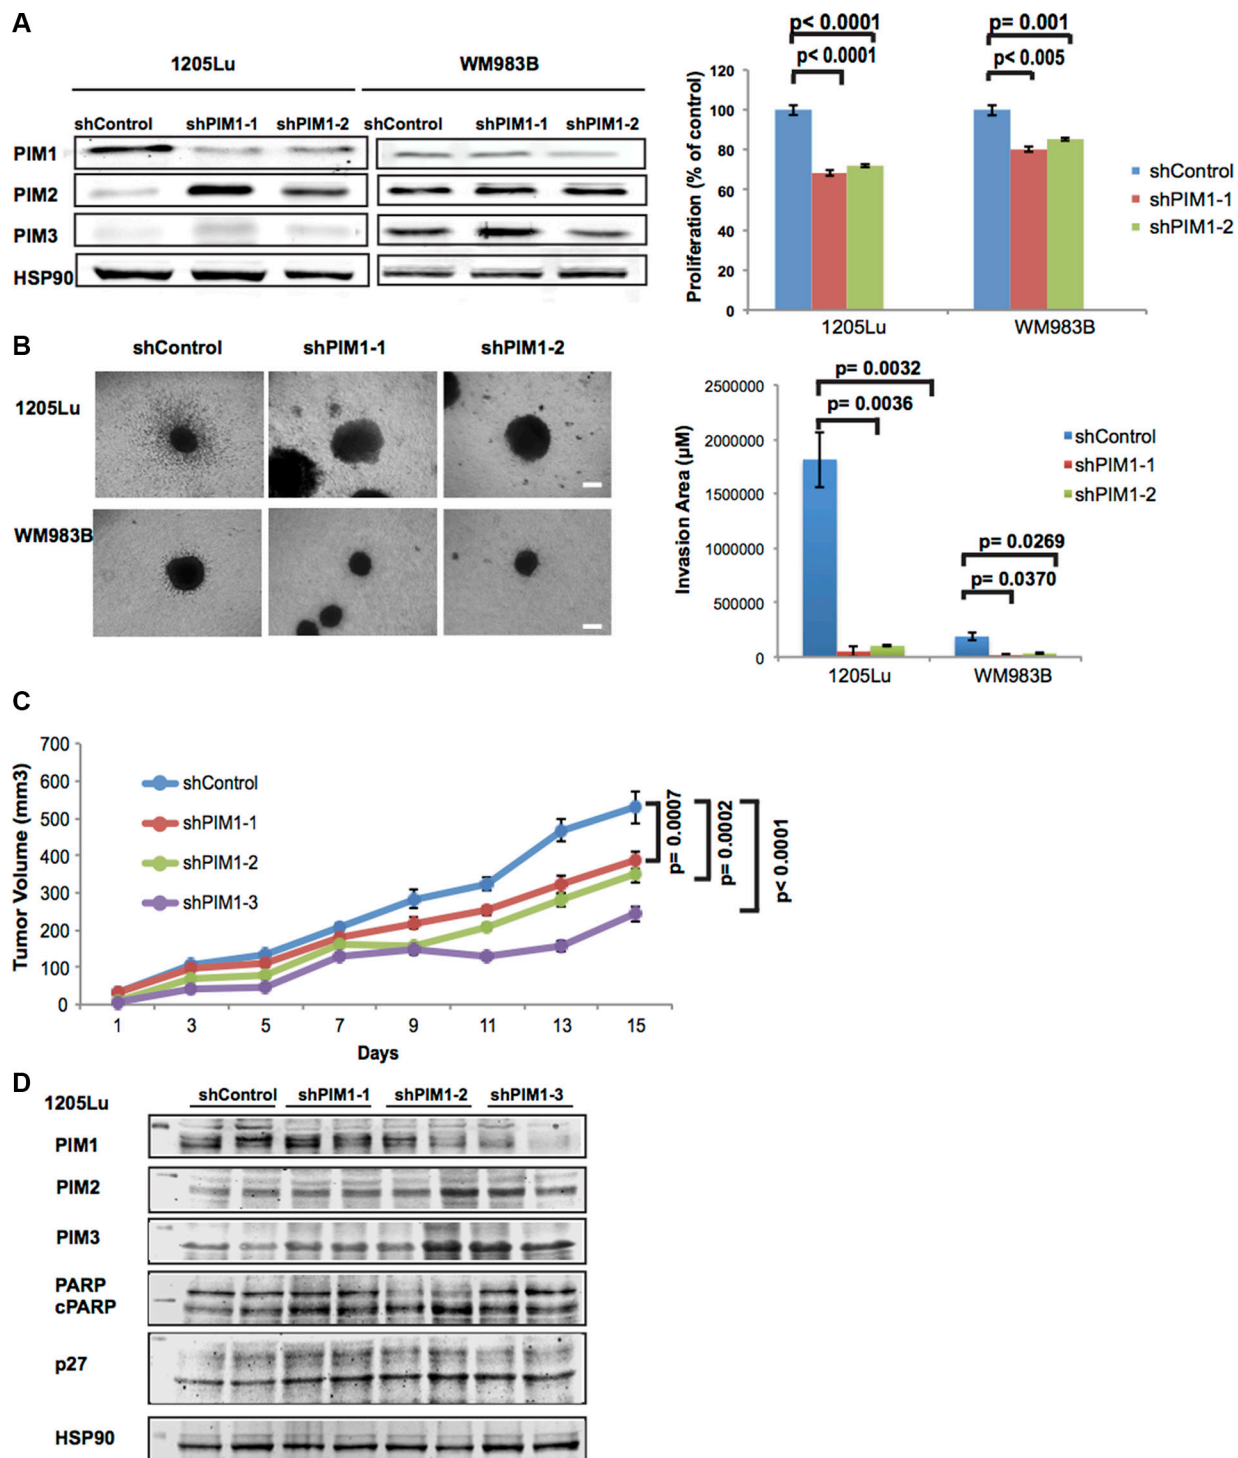 A
1205Lu
WM983B
shControl shPIM1-1 shPIM1-2 shControl shPIM1-1 shPIM1-2
PIM1
PIM2
PIM3
HSP90
p< 0.0001
p< 0.0001
p= 0.001
p< 0.005
Proliferation (% of control)
120
100
80
60
40
20
0
1205Lu
WM983B
shControl
shPIM1-1
shPIM1-2
B
shControl
shPIM1-1
shPIM1-2
1205Lu
WM983B
p= 0.0032
p= 0.0036
p= 0.0269
p= 0.0370
Invasion Area (µM)
2500000
2000000
1500000
1000000
500000
0
1205Lu
WM983B
shControl
shPIM1-1
shPIM1-2
C
Tumor Volume (mm3)
700
600
500
400
300
200
100
0
shControl
shPIM1-1
shPIM1-2
shPIM1-3
p= 0.0007
p= 0.0002
p< 0.0001
1 3 5 7 9 11 13 15
Days
D
1205Lu
shControl shPIM1-1 shPIM1-2 shPIM1-3
PIM1
PIM2
PIM3
PARP
cPARP
p27
HSP90